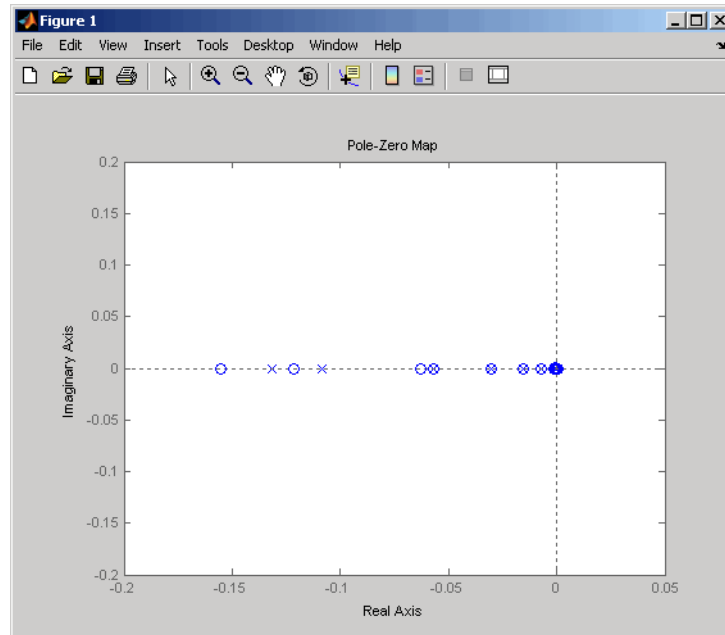 Figure 1
File Edit View Insert Tools Desktop Window Help
Pole-Zero Map
0.2
0.15
0.1
0.05
0
-0.05
-0.1
-0.15
-0.2
Imaginary Axis
-0.2 -0.15 -0.1 -0.05 0 0.05
Real Axis